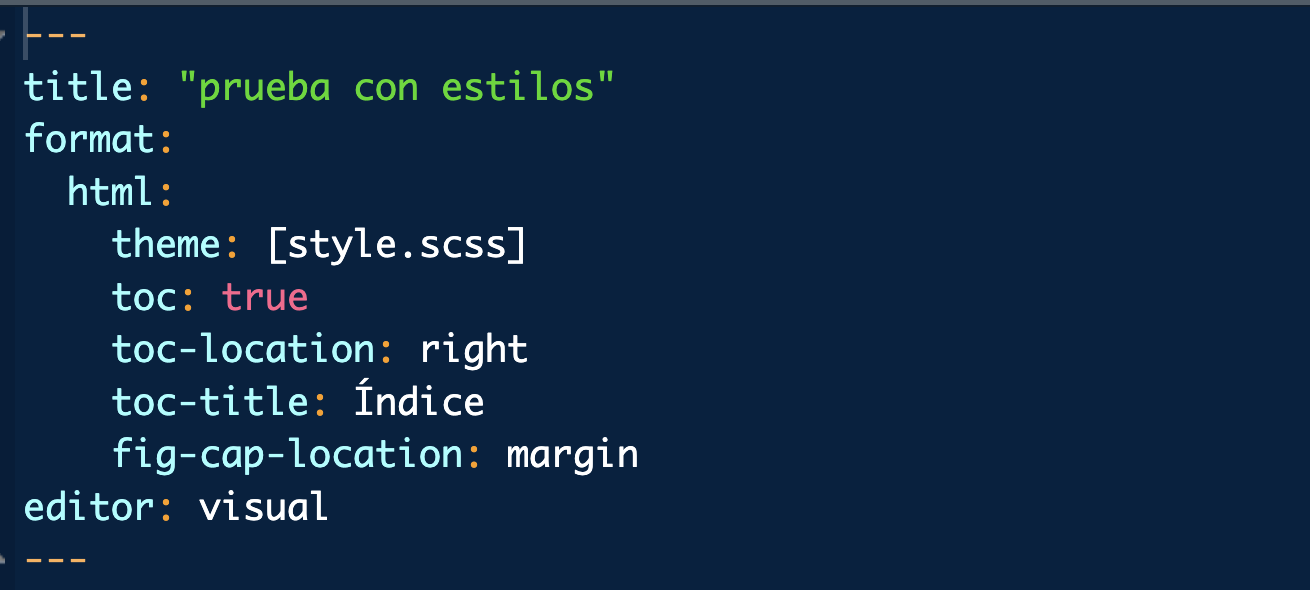 ---
title: "prueba con estilos"
format:
  html:
    theme: [style.scss]
    toc: true
    toc-location: right
    toc-title: Índice
    fig-cap-location: margin
editor: visual
---